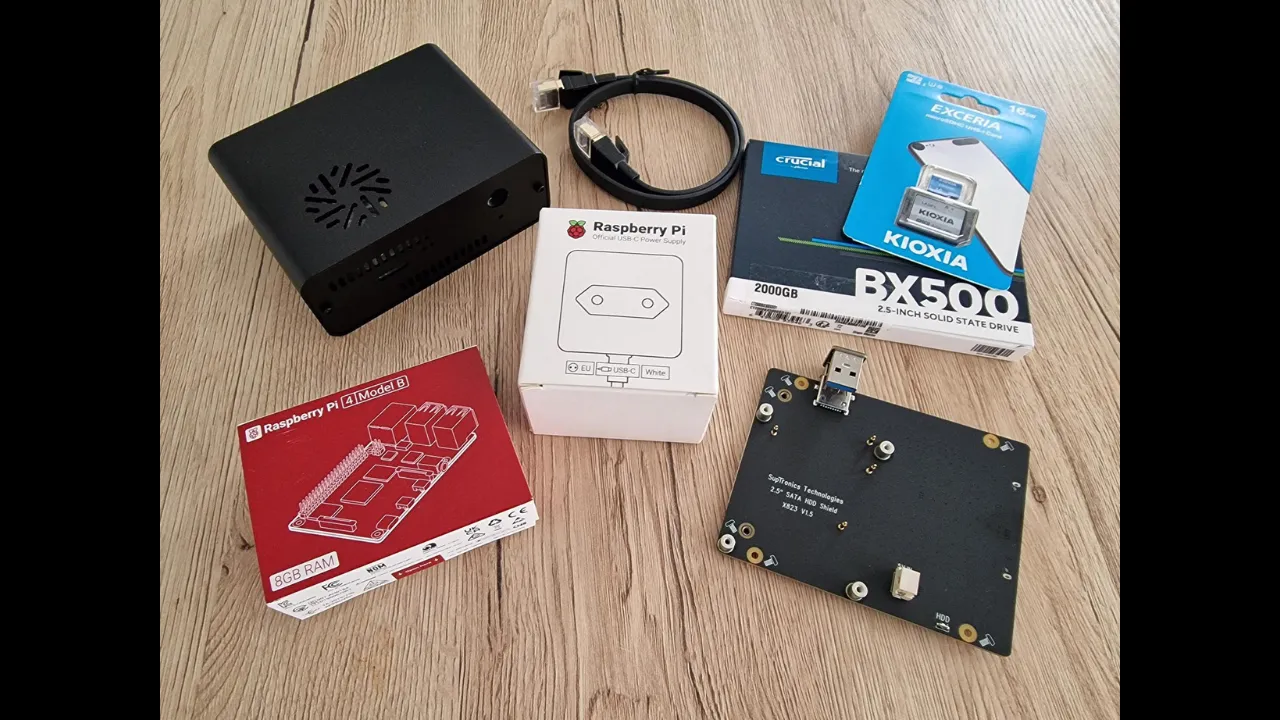 Raspberry Pi
Official USB-C Power Supply
EU
USB-C
White
crucial
The
2000GB
BX500
2.5-INCH SOLID STATE DRIVE
16
EXCERIA
KIOXIA
KIOXIA
Raspberry Pi 4 Model B
8GB RAM
SupTronics Technologies
2.5" SATA HDD Shield
X823 V1.5
HDD